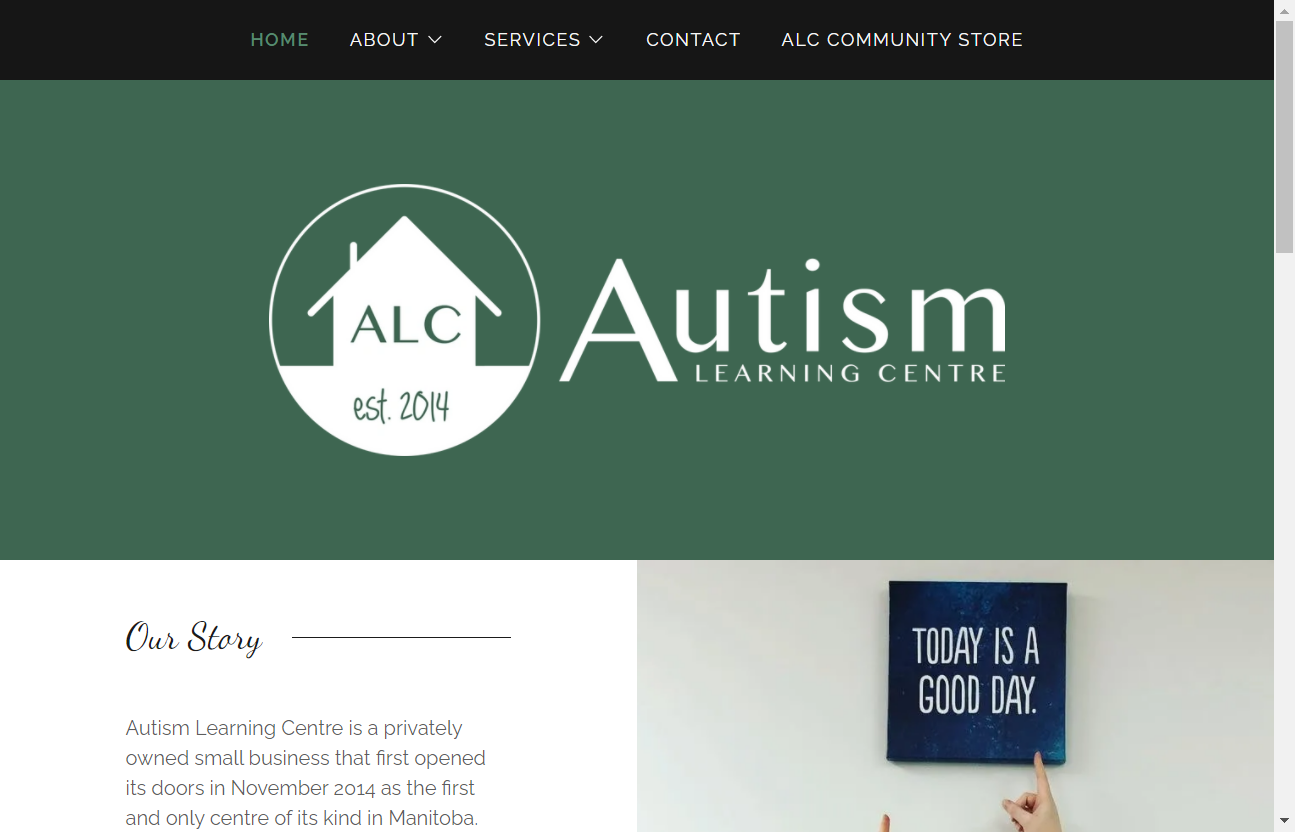 HOME ABOUT SERVICES CONTACT ALC COMMUNITY STORE
ALC
est. 2014
Autism
LEARNING CENTRE
Our Story
Autism Learning Centre is a privately
owned small business that first opened
its doors in November 2014 as the first
and only centre of its kind in Manitoba.
TODAY IS A
GOOD DAY.